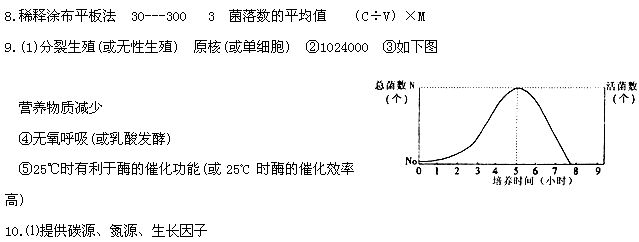 8.稀释涂布平板法  30---300  3  菌落数的平均值  (C÷V)×M
9.(1)分裂生殖(或无性生殖)  原核(或单细胞)  ②1024000  ③如下图
总菌数 N
(个)
活菌数
(个)
No
0 1 2 3 4 5 6 7 8 9
培养时间(小时)
营养物质减少
④无氧呼吸(或乳酸发酵)
⑤25℃时有利于酶的催化功能(或 25℃ 时酶的催化效率
高)
10.⑴提供碳源、氮源、生长因子